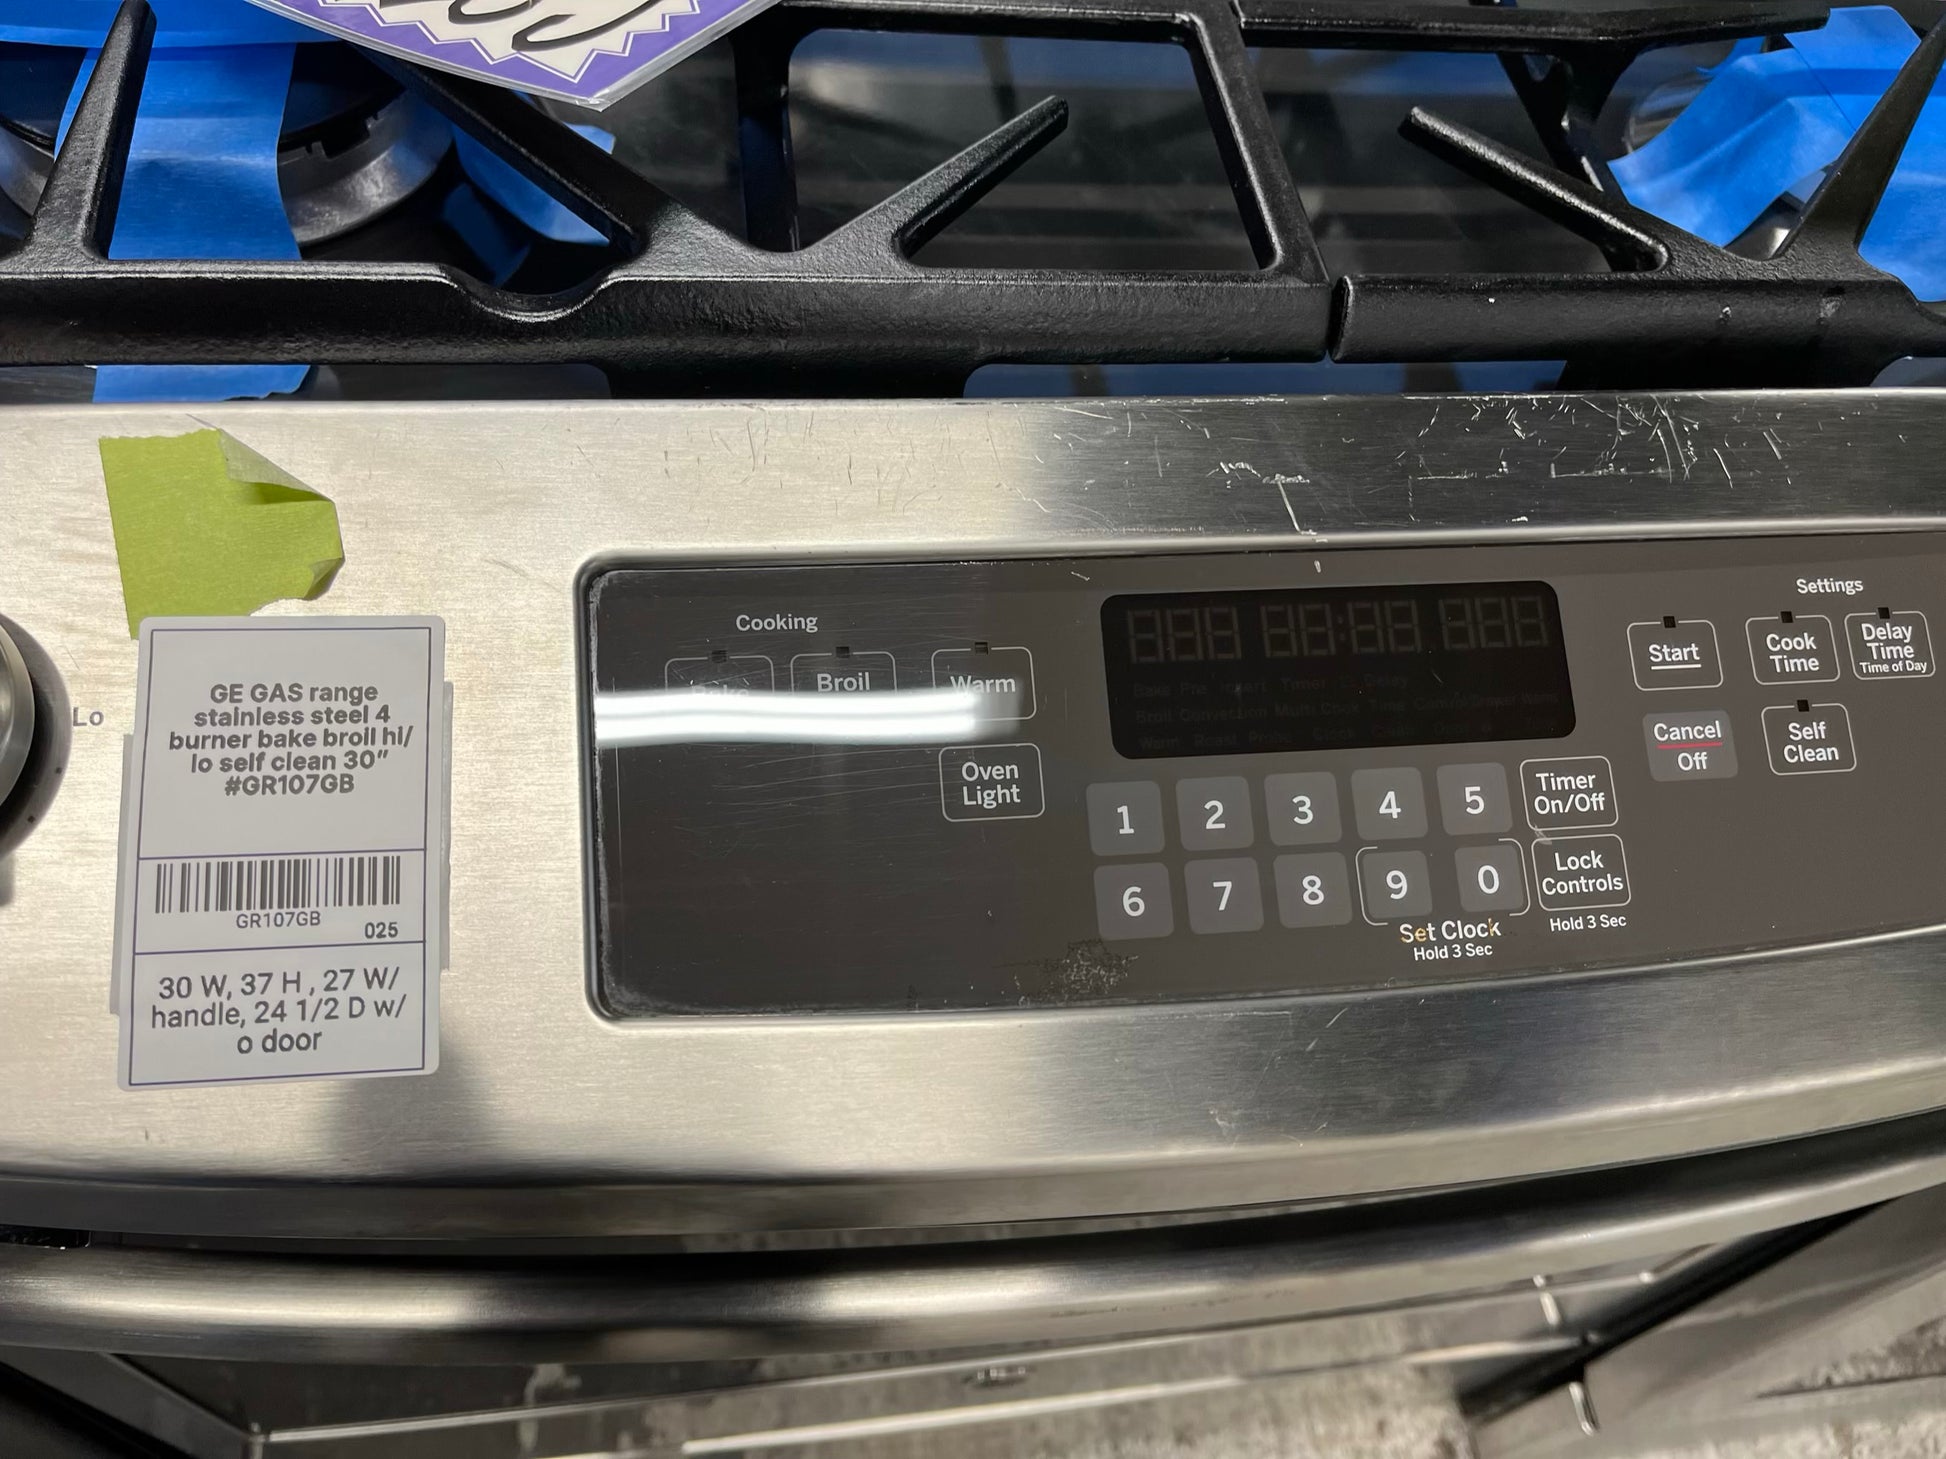 Lo
GE GAS range
stainless steel 4
burner bake broil hi/
lo self clean 30"
#GR107GB
GR107GB
025
30 W, 37 H , 27 W/
handle, 24 1/2 D w/
o door
Cooking
Bake
Broil
Warm
Oven
Light
1
2
3
4
5
6
7
8
9
0
Set Clock
Hold 3 Sec
Timer
On/Off
Lock
Controls
Hold 3 Sec
Settings
Start
Cook
Time
Delay
Time
Time of Day
Cancel
Off
Self
Clean